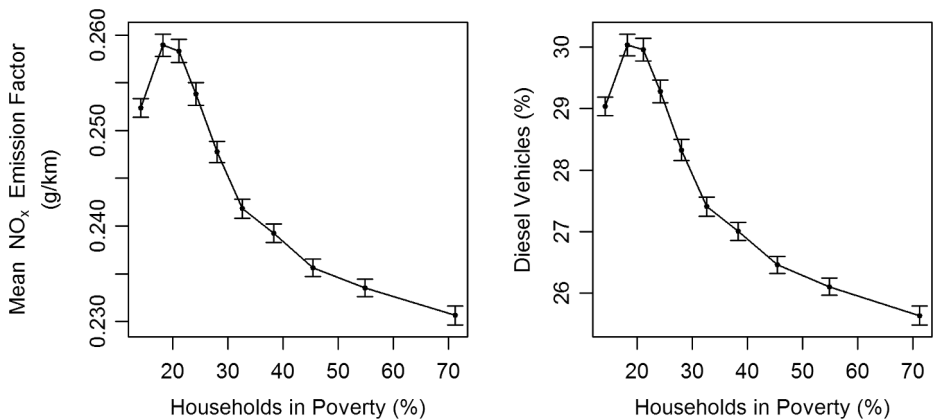 Mean NOx Emission Factor
(g/km)
0.260
0.250
0.240
0.230
20 30 40 50 60 70
Households in Poverty (%)
Diesel Vehicles (%)
30
29
28
27
26
20 30 40 50 60 70
Households in Poverty (%)